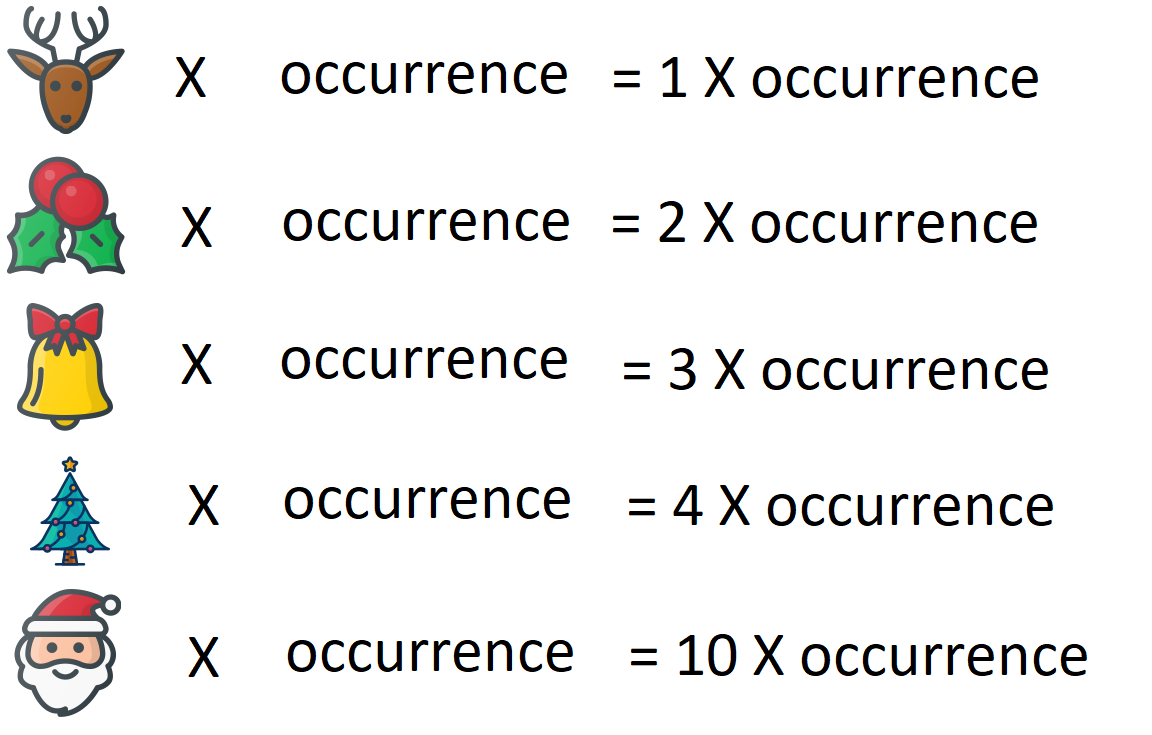 X occurrence = 1 X occurrence
X occurrence = 2 X occurrence
X occurrence = 3 X occurrence
X occurrence = 4 X occurrence
X occurrence = 10 X occurrence